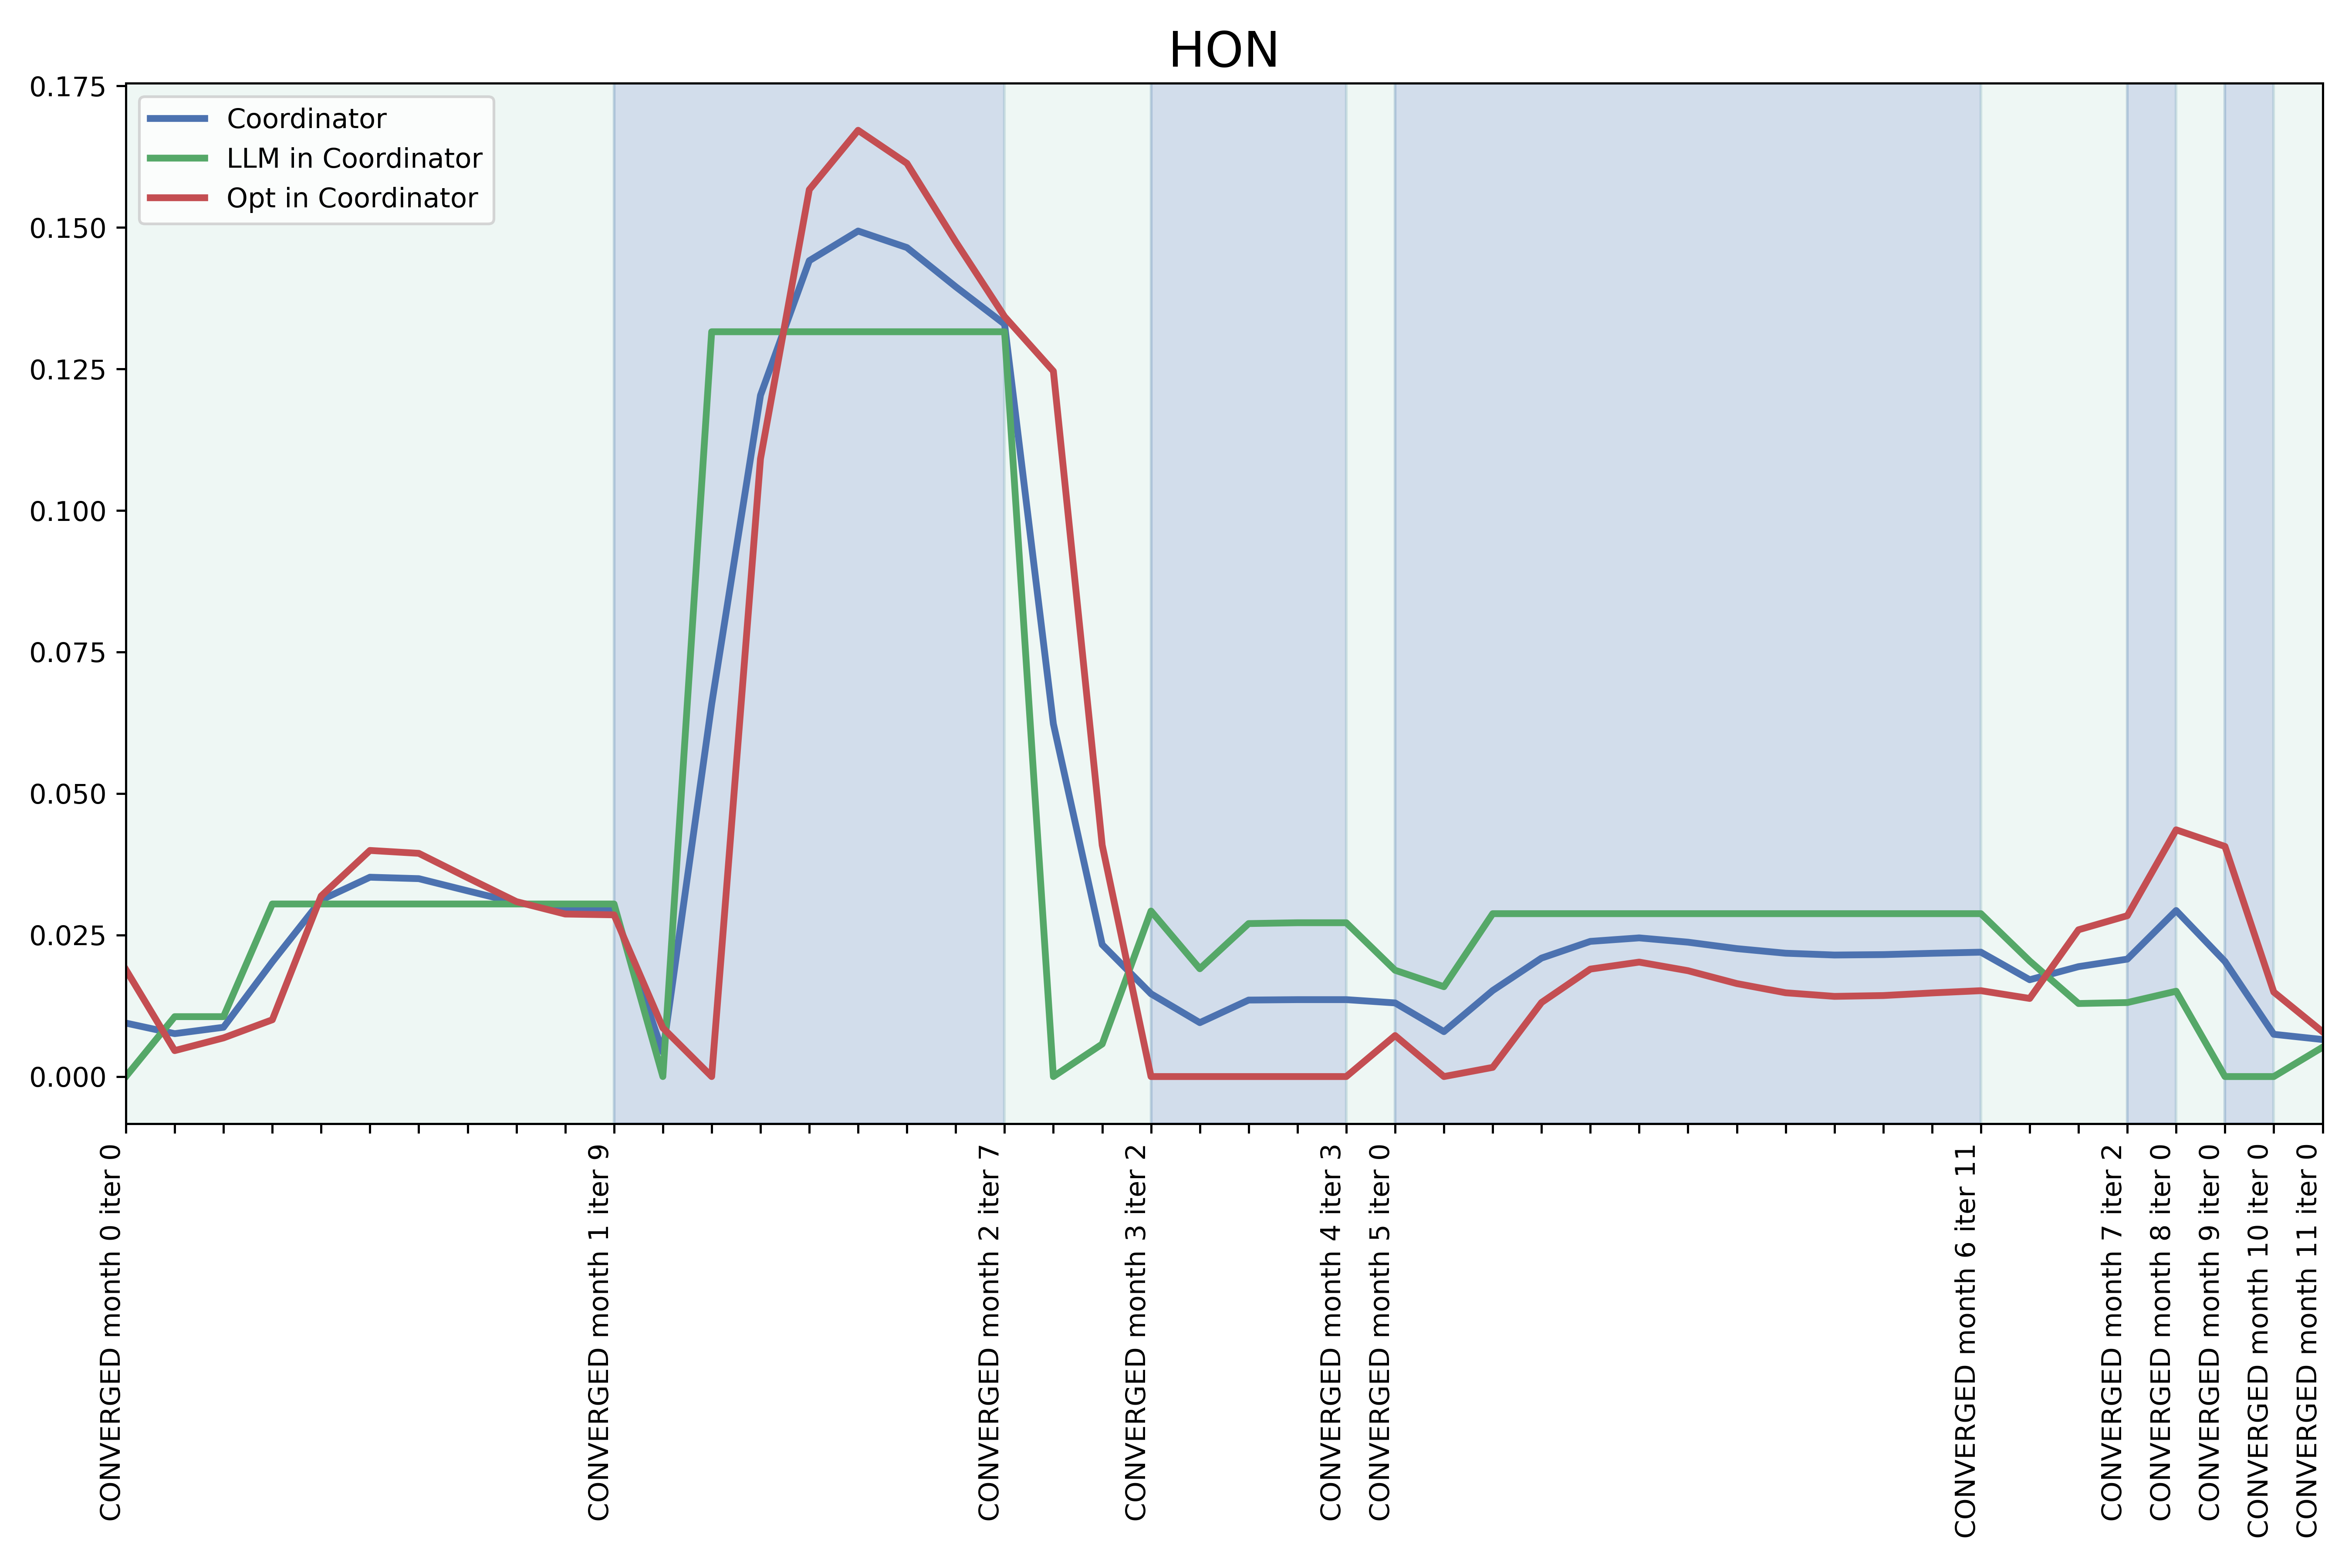 HON
0.175
0.150
0.125
0.100
0.075
0.050
0.025
0.000
Coordinator
LLM in Coordinator
Opt in Coordinator
CONVERGED month 0 iter 0
CONVERGED month 1 iter 9
CONVERGED month 2 iter 7
CONVERGED month 3 iter 2
CONVERGED month 4 iter 3
CONVERGED month 5 iter 0
CONVERGED month 6 iter 11
CONVERGED month 7 iter 2
CONVERGED month 8 iter 0
CONVERGED month 9 iter 0
CONVERGED month 10 iter 0
CONVERGED month 11 iter 0